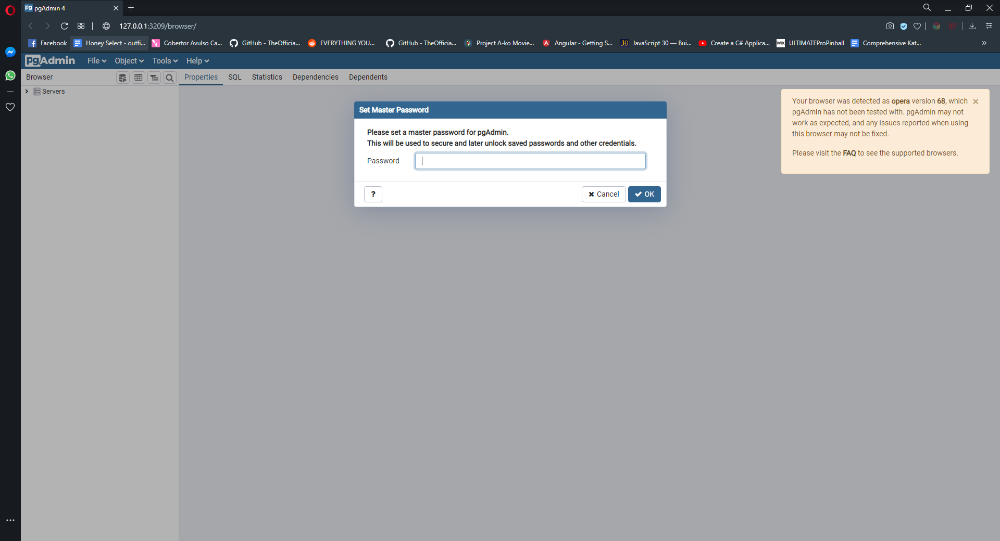 pgAdmin 4
127.0.0.1:3209/browser/
Facebook
Honey Select - outfi...
Cobertor Avulso Ca...
GitHub - TheOfficia...
EVERYTHING YOU...
GitHub - TheOfficia...
Project A-ko Movie...
Angular - Getting S...
30 JavaScript 30 — Bui...
Create a C# Applica...
WIX ULTIMATEProPinball
Comprehensive Kat...
pgAdmin File Object Tools Help
Browser
Properties SQL Statistics Dependencies Dependents
Servers
Set Master Password
Please set a master password for pgAdmin.
This will be used to secure and later unlock saved passwords and other credentials.
Password
? Cancel OK
Your browser was detected as opera version 68, which
pgAdmin has not been tested with. pgAdmin may not
work as expected, and any issues reported when using
this browser may not be fixed.
Please visit the FAQ to see the supported browsers.